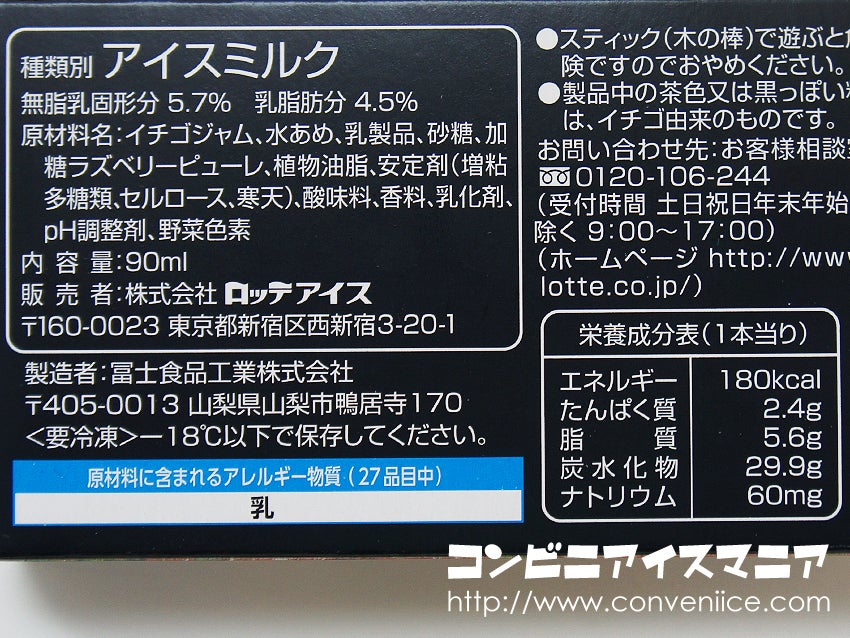 種類別 アイスミルク
無脂乳固形分 5.7% 乳脂肪分 4.5%
原材料名:イチゴジャム、水あめ、乳製品、砂糖、加
糖ラズベリーピューレ、植物油脂、安定剤(増粘
多糖類、セルロース、寒天)、酸味料、香料、乳化剤、
pH調整剤、野菜色素
内容量:90ml
販売者:株式会社 ロッテアイス
〒160-0023 東京都新宿区西新宿3-20-1
製造者:冨士食品工業株式会社
〒405-0013 山梨県山梨市鴨居寺170
<要冷凍>-18℃以下で保存してください。
原材料に含まれるアレルギー物質(27品目中)
乳
●スティック(木の棒)で遊ぶと危
険ですのでおやめください。
●製品中の茶色又は黒っぽい粒
は、イチゴ由来のものです。
お問い合わせ先:お客様相談室
0120-106-244
(受付時間 土日祝日年末年始
除く 9:00~17:00)
(ホームページ http://www
lotte.co.jp/)
栄養成分表(1本当り)
エネルギー 180kcal
たんぱく質 2.4g
脂質 5.6g
炭水化物 29.9g
ナトリウム 60mg
コンビニアイスマニア
http://www.conveniice.com